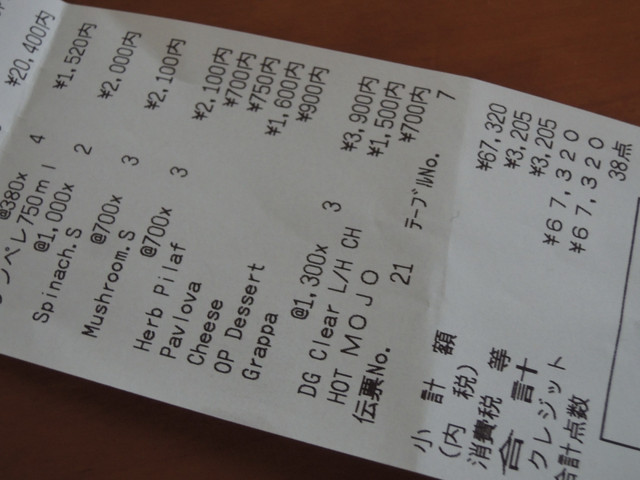 ¥20,400内
@380x 4 ¥1,520内
ンペレ750ml
@1,000x 2 ¥2,000内
Spinach.S
@700x 3 ¥2,100内
Mushroom.S
@700x 3 ¥2,100内
Herb Pilaf ¥700内
Pavlova ¥750内
Cheese ¥1,600内
OP Dessert ¥900内
Grappa
@1,300x 3 ¥3,900内
DG Clear L/H CH ¥1,500内
HOT MOJO ¥700内
伝票No. 21 テーブルNo. 7
小計額 ¥67,320
(内税) ¥3,205
消費税等 ¥3,205
合計 ¥67,320
クレジット ¥67,320
合計点数 38点